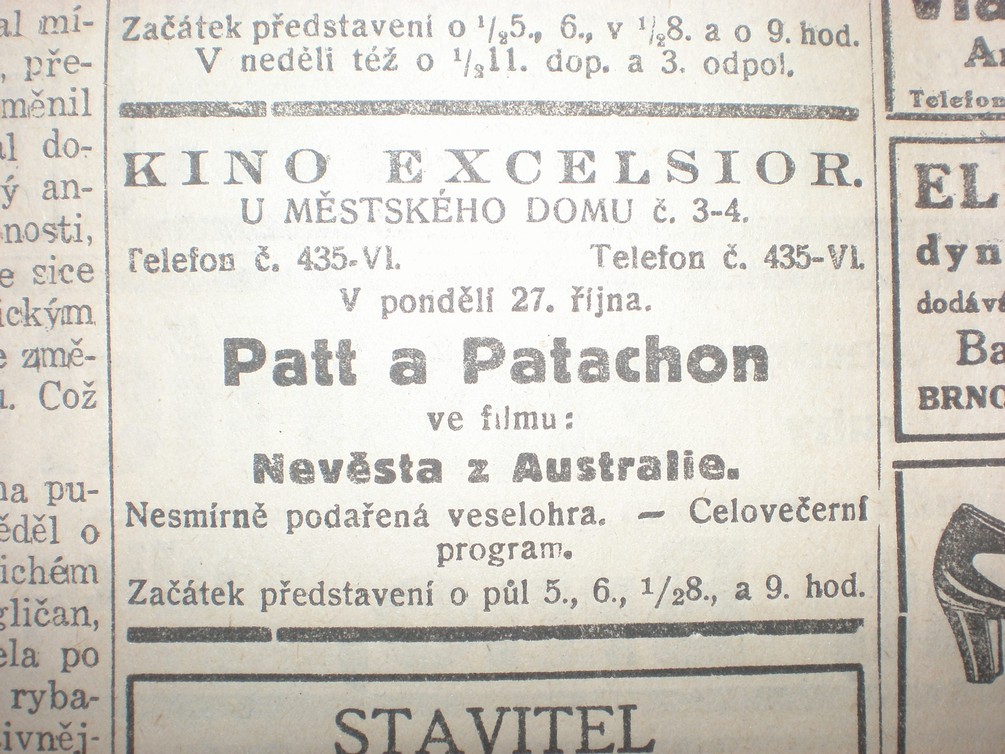 al mí-
, pře-
měnil
al do-
ý an-
nosti,
e sice
ickým
e změ-
u. Což
na pu-
ěděl o
ichém
gličan,
ela po
ryba-
ivněj-
Začátek představení o 1/25., 6., v 1/28. a o 9. hod.
V neděli též o 1/211. dop. a 3. odpol.
KINO EXCELSIOR.
U MĚSTSKÉHO DOMU č. 3-4.
Telefon č. 435-VI. Telefon č. 435-VI.
V pondělí 27. října.
Patt a Patachon
ve filmu:
Nevěsta z Australie.
Nesmírně podařená veselohra. — Celovečerní
program.
Začátek představení o půl 5., 6., 1/28., a 9. hod.
STAVITEL
Telefon
EL
dyn
dodáv
Ba
BRNO